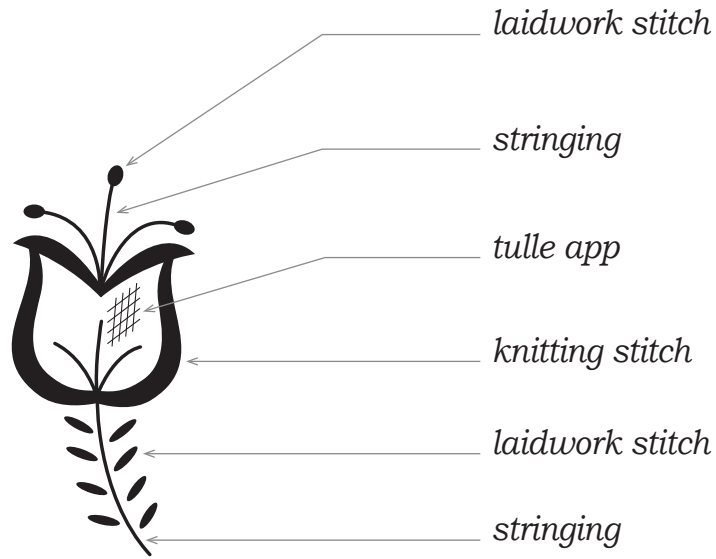 laidwork stitch
stringing
tulle app
knitting stitch
laidwork stitch
stringing